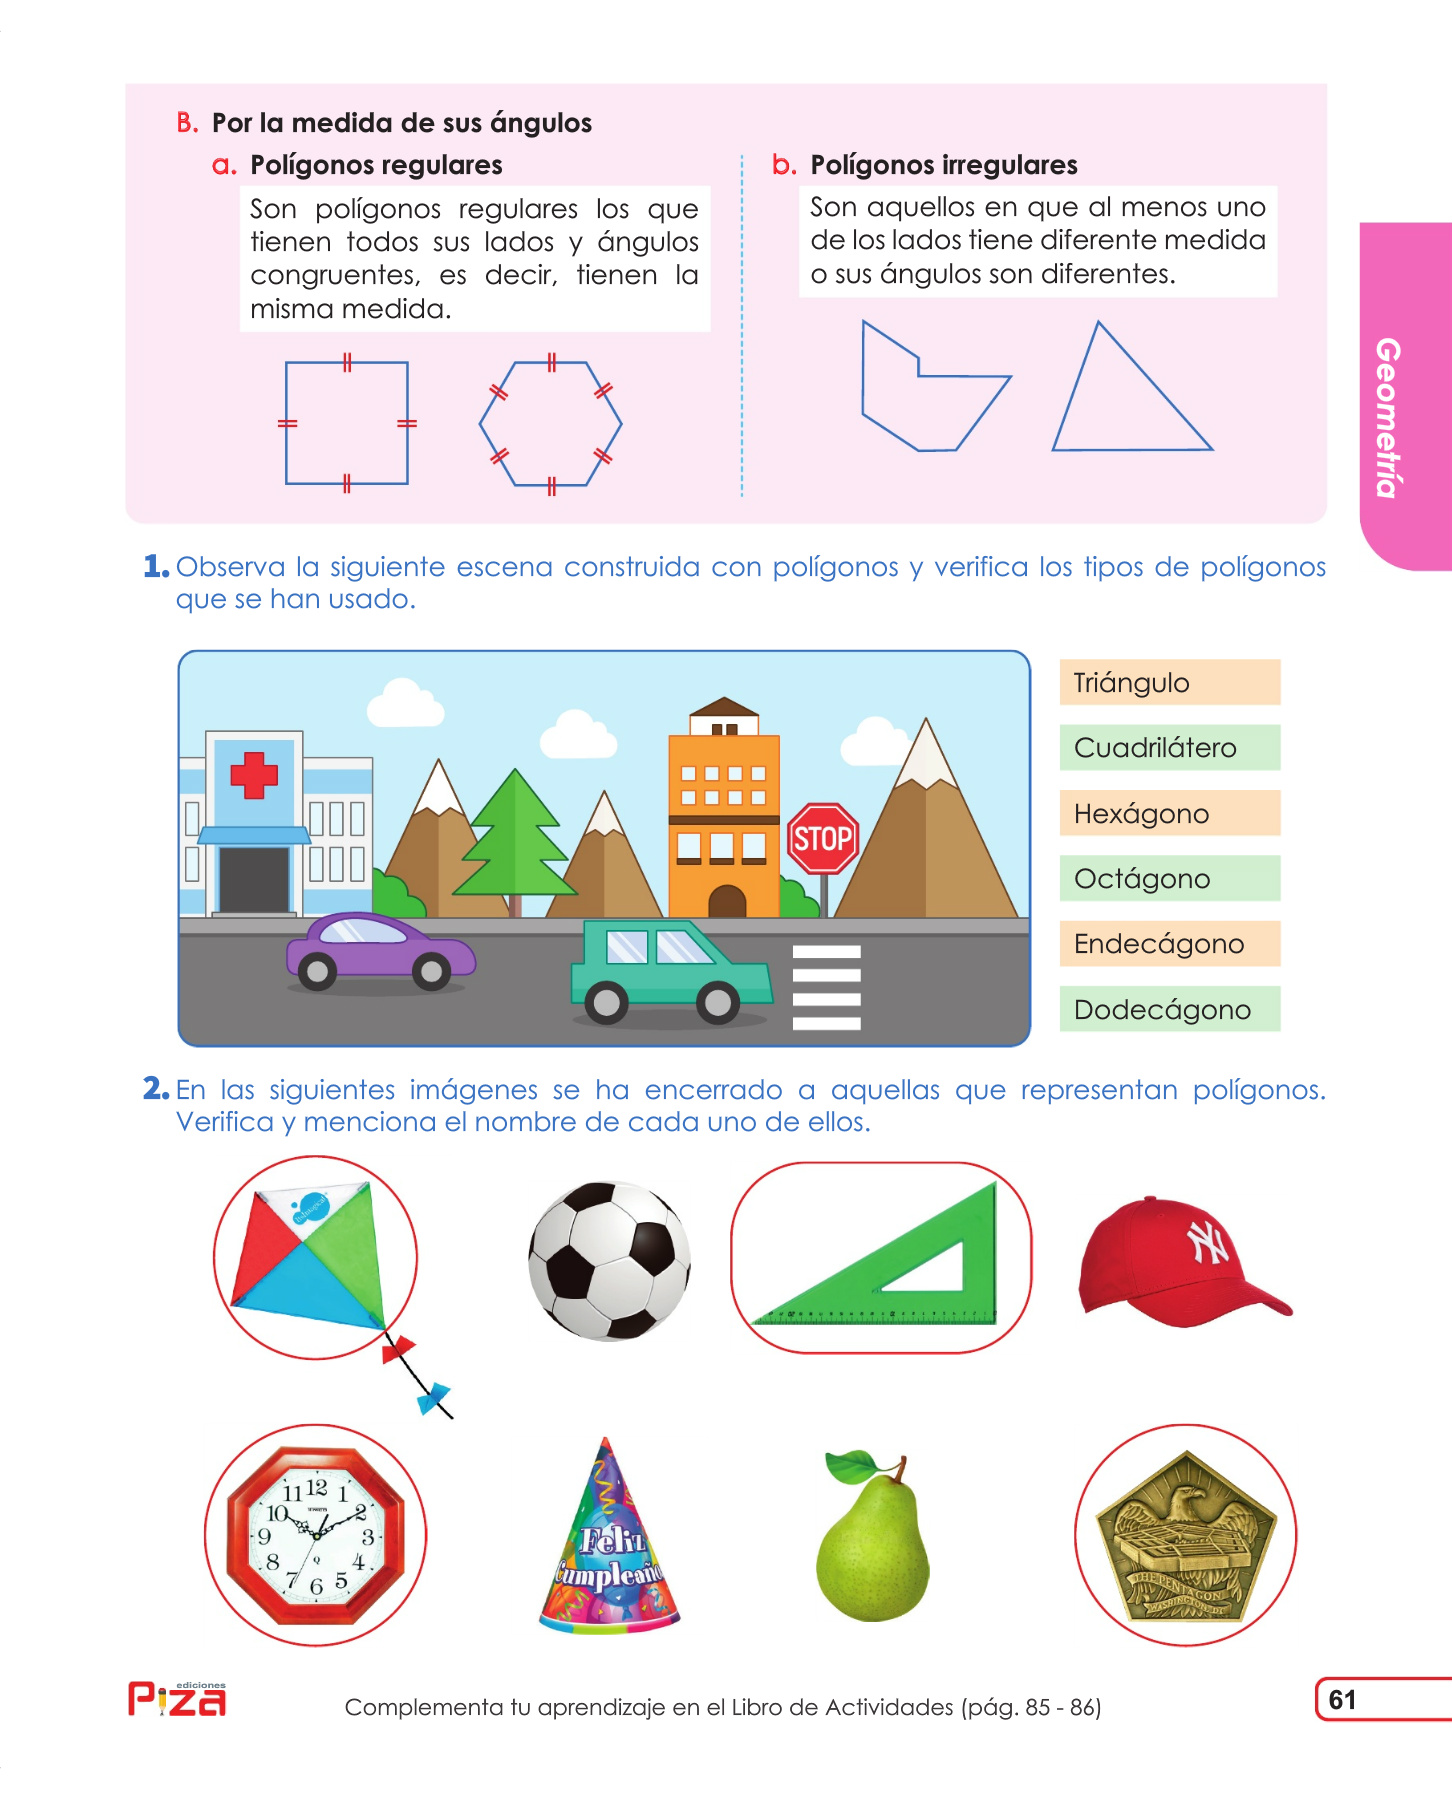 B. Por la medida de sus ángulos
a. Polígonos regulares
Son polígonos regulares los que
tienen todos sus lados y ángulos
congruentes, es decir, tienen la
misma medida.
b. Polígonos irregulares
Son aquellos en que al menos uno
de los lados tiene diferente medida
o sus ángulos son diferentes.
Geometría
1. Observa la siguiente escena construida con polígonos y verifica los tipos de polígonos
que se han usado.
STOP
Triángulo
Cuadrilátero
Hexágono
Octágono
Endecágono
Dodecágono
2. En las siguientes imágenes se ha encerrado a aquellas que representan polígonos.
Verifica y menciona el nombre de cada uno de ellos.
NY
11 12 1
10 2
9 3
8 4
7 6 5
Q
Feliz
Cumpleaños
THE PENTAGON
WASHINGTON
ediciones
Piza
Complementa tu aprendizaje en el Libro de Actividades (pág. 85 - 86)
61